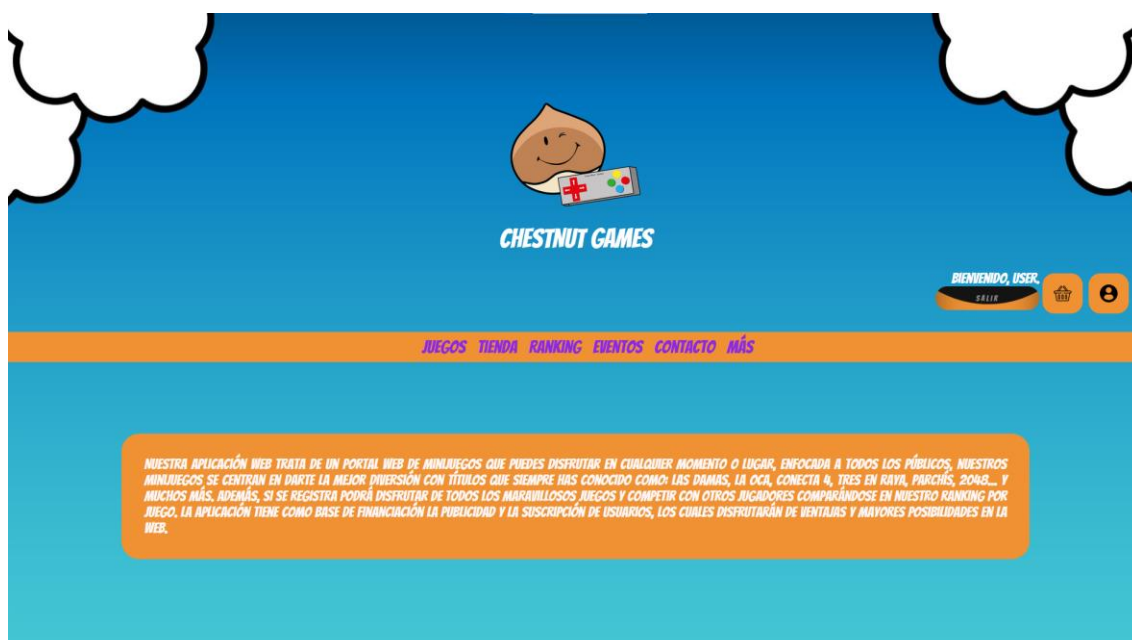 CHESTNUT GAMES
BIENVENIDO, USER.
SALIR
JUEGOS TIENDA RANKING EVENTOS CONTACTO MÁS
NUESTRA APLICACIÓN WEB TRATA DE UN PORTAL WEB DE MINIJUEGOS QUE PUEDES DISFRUTAR EN CUALQUIER MOMENTO O LUGAR, ENFOCADA A TODOS LOS PÚBLICOS, NUESTROS
MINIJUEGOS SE CENTRAN EN DARTE LA MEJOR DIVERSIÓN CON TÍTULOS QUE SIEMPRE HAS CONOCIDO COMO: LAS DAMAS, LA OCA, CONECTA 4, TRES EN RAYA, PARCHÍS, 2048... Y
MUCHOS MÁS. ADEMÁS, SI SE REGISTRA PODRÁ DISFRUTAR DE TODOS LOS MARAVILLOSOS JUEGOS Y COMPETIR CON OTROS JUGADORES COMPARÁNDOSE EN NUESTRO RANKING POR
JUEGO. LA APLICACIÓN TIENE COMO BASE DE FINANCIACIÓN LA PUBLICIDAD Y LA SUSCRIPCIÓN DE USUARIOS, LOS CUALES DISFRUTARÁN DE VENTAJAS Y MAYORES POSIBILIDADES EN LA
WEB.